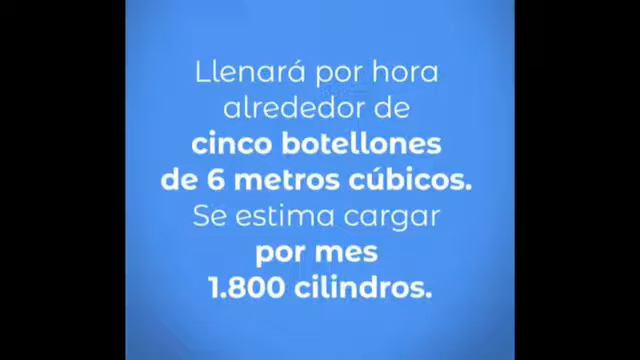 Llenará por hora
alrededor de
cinco botellones
de 6 metros cúbicos.
Se estima cargar
por mes
1.800 cilindros.